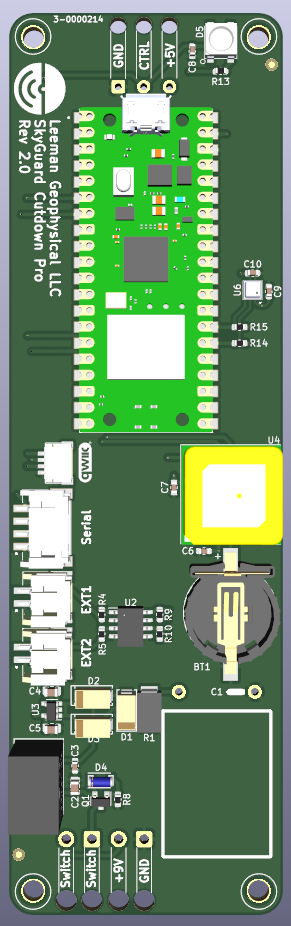 3-0000214
GND
CTRL
+5V
D5
C8
R13
Leeman Geophysical LLC
SkyGuard Cutdown Pro
Rev 2.0
C10
U6
C9
R15
R14
U4
qwiic
C7
Serial
C6
+
EXT1
R4
U2
R9
R5
R10
EXT2
BT1
C4
D2
C1
U3
C5
D1
R1
C3
D4
C2
Q1
R8
Switch
Switch
+9V
GND